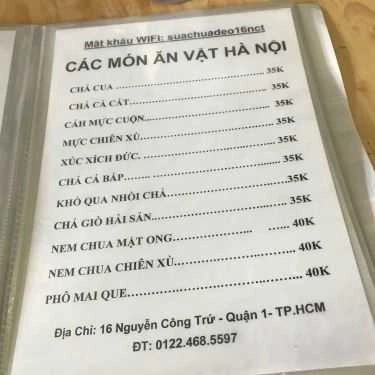 Mật khẩu WiFi: suachuadeo16nct
CÁC MÓN ĂN VẶT HÀ NỘI
CHẢ CUA ........................................ 35K
CHẢ CÁ CÁT........................................ 35K
CÁH MỰC CUỌN........................................ 35K
MỰC CHIÊN XÙ........................................ 35K
XÚC XÍCH ĐỨC. ........................................ 35K
CHẢ CÁ BẮP........ ................................ 35K
KHỔ QUA NHỒI CHẢ........................................35K
CHẢ GIÒ HẢI SẢN........................................ 35K
NEM CHUA MẬT ONG........................ ...... 40K
NEM CHUA CHIÊN XÙ........................................ 40K
PHÔ MAI QUE........................................ 40K
Địa Chỉ: 16 Nguyễn Công Trứ - Quận 1- TP.HCM
ĐT: 0122.468.5597